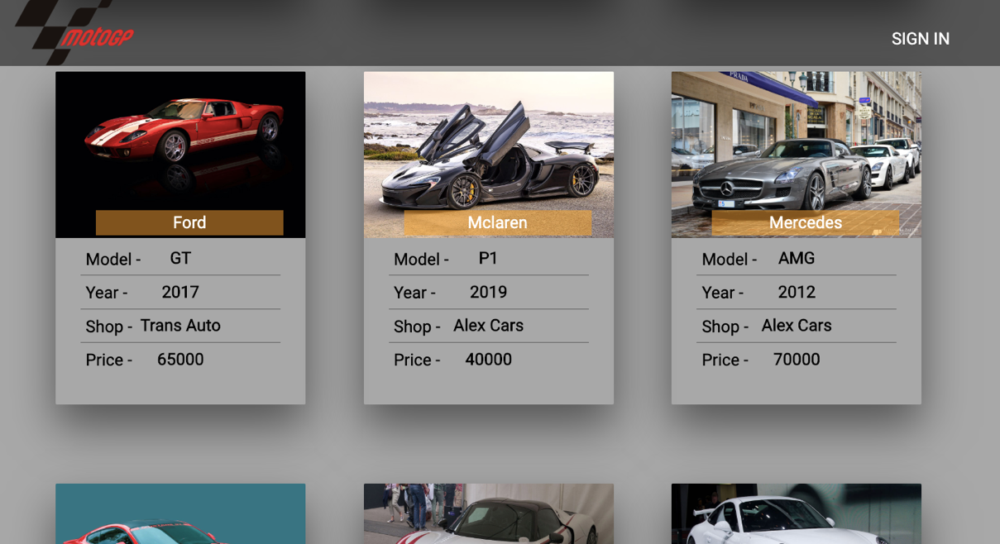 motoGP
SIGN IN
PRADA
Ford
Model - GT
Year - 2017
Shop - Trans Auto
Price - 65000
Mclaren
Model - P1
Year - 2019
Shop - Alex Cars
Price - 40000
Mercedes
Model - AMG
Year - 2012
Shop - Alex Cars
Price - 70000